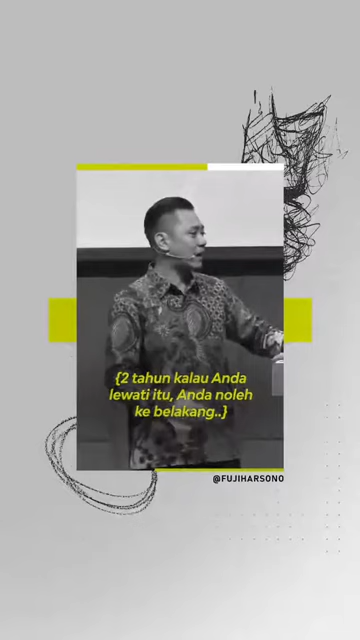 {2 tahun kalau Anda
lewati itu, Anda noleh
ke belakang..}
@FUJIHARSONO